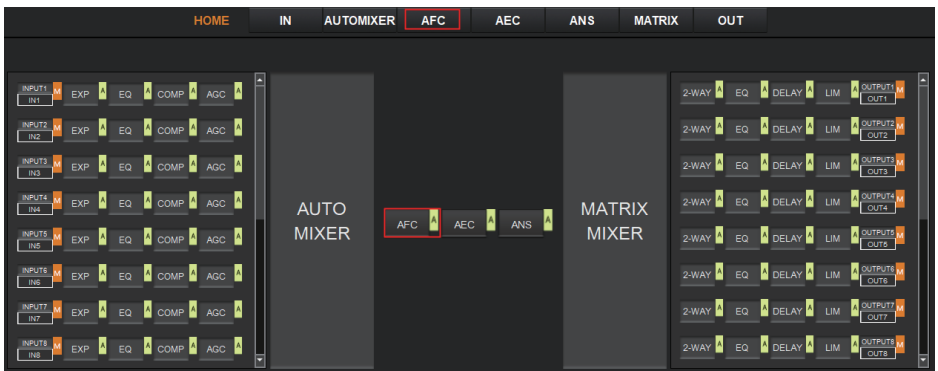 HOME IN AUTOMIXER AFC AEC ANS MATRIX OUT
INPUT1 M EXP A EQ A COMP A AGC A
IN1
INPUT2 M EXP A EQ A COMP A AGC A
IN2
INPUT3 M EXP A EQ A COMP A AGC A
IN3
INPUT4 M EXP A EQ A COMP A AGC A
IN4
INPUT5 M EXP A EQ A COMP A AGC A
IN5
INPUT6 M EXP A EQ A COMP A AGC A
IN6
INPUT7 M EXP A EQ A COMP A AGC A
IN7
INPUT8 M EXP A EQ A COMP A AGC A
IN8
AUTO
MIXER
AFC A AEC A ANS A
MATRIX
MIXER
2-WAY A EQ A DELAY A LIM A OUTPUT1 M
OUT1
2-WAY A EQ A DELAY A LIM A OUTPUT2 M
OUT2
2-WAY A EQ A DELAY A LIM A OUTPUT3 M
OUT3
2-WAY A EQ A DELAY A LIM A OUTPUT4 M
OUT4
2-WAY A EQ A DELAY A LIM A OUTPUT5 M
OUT5
2-WAY A EQ A DELAY A LIM A OUTPUT6 M
OUT6
2-WAY A EQ A DELAY A LIM A OUTPUT7 M
OUT7
2-WAY A EQ A DELAY A LIM A OUTPUT8 M
OUT8